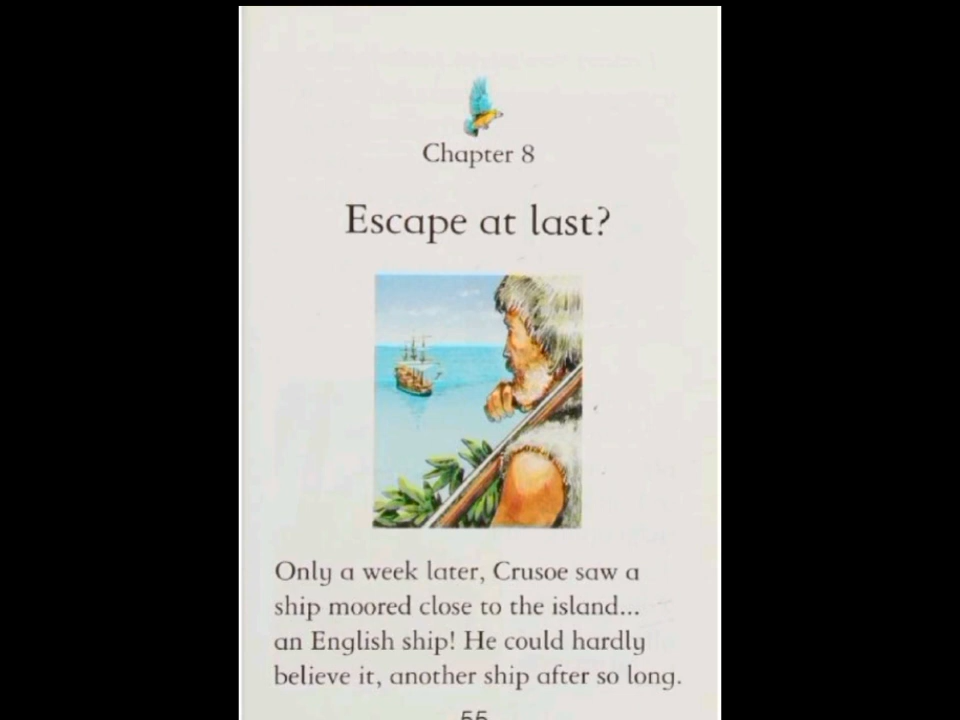 Chapter 8
Escape at last?
Only a week later, Crusoe saw a
ship moored close to the island...
an English ship! He could hardly
believe it, another ship after so long.
55